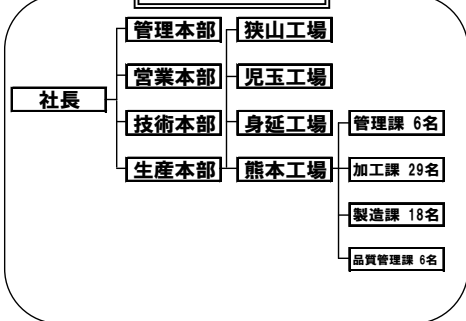 管理本部
狭山工場
営業本部
児玉工場
社長
技術本部
身延工場
管理課 6名
生産本部
熊本工場
加工課 29名
製造課 18名
品質管理課 6名